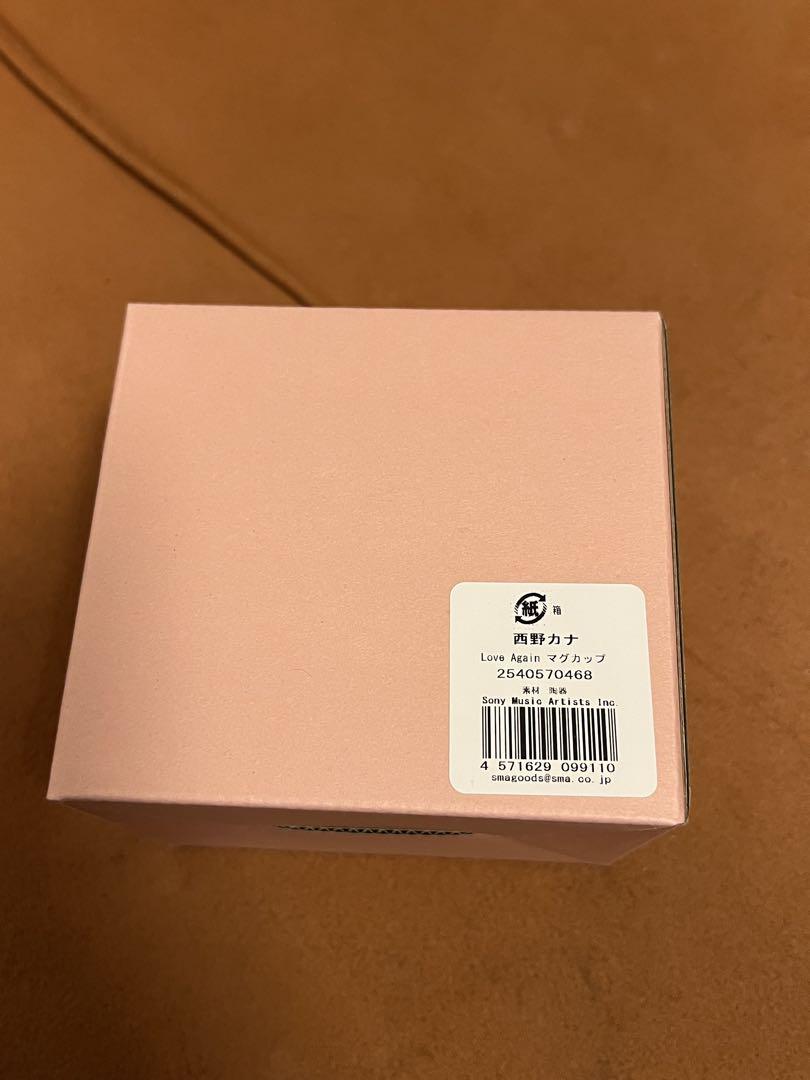 紙 箱
西野カナ
Love Again マグカップ
2540570468
素材 陶器
Sony Music Artists Inc.
4 571629 099110
smagoods@sma.co.jp